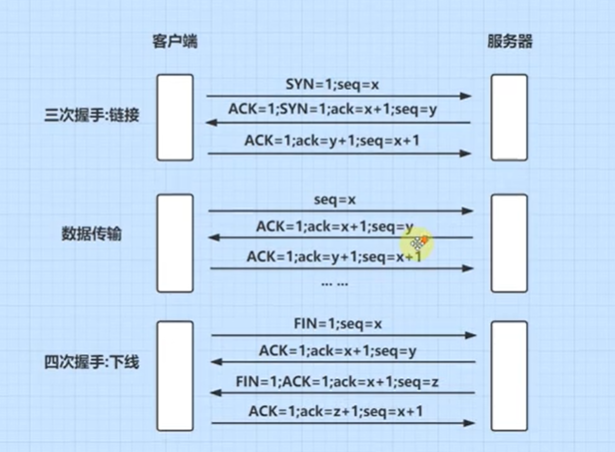 客户端 服务器
SYN=1;seq=x
ACK=1;SYN=1;ack=x+1;seq=y
三次握手:链接
ACK=1;ack=y+1;seq=x+1
seq=x
ACK=1;ack=x+1;seq=y
数据传输
ACK=1;ack=y+1;seq=x+1
... ...
FIN=1;seq=x
ACK=1;ack=x+1;seq=y
四次握手:下线
FIN=1;ACK=1;ack=x+1;seq=z
ACK=1;ack=z+1;seq=x+1